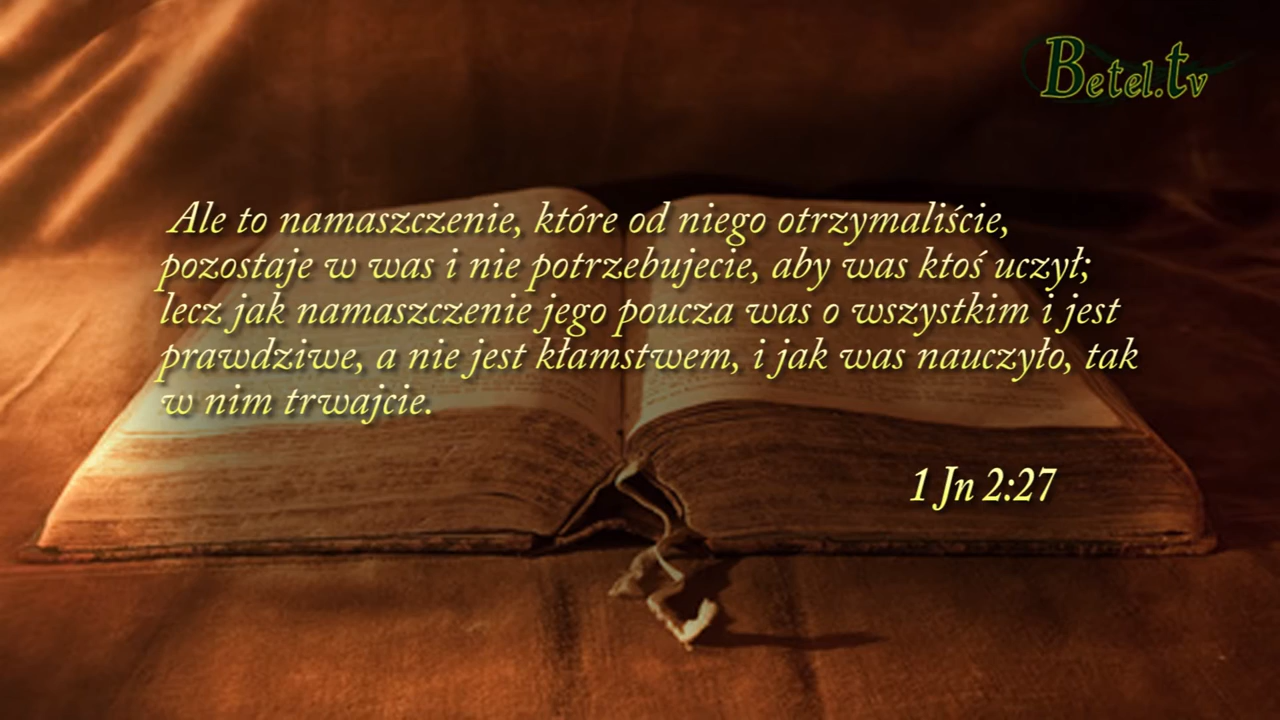 Betel.tv
Ale to namaszczenie, które od niego otrzymaliście,
pozostaje w was i nie potrzebujecie, aby was ktoś uczył;
lecz jak namaszczenie jego poucza was o wszystkim i jest
prawdziwe, a nie jest kłamstwem, i jak was nauczyło, tak
w nim trwajcie.
1 Jn 2:27